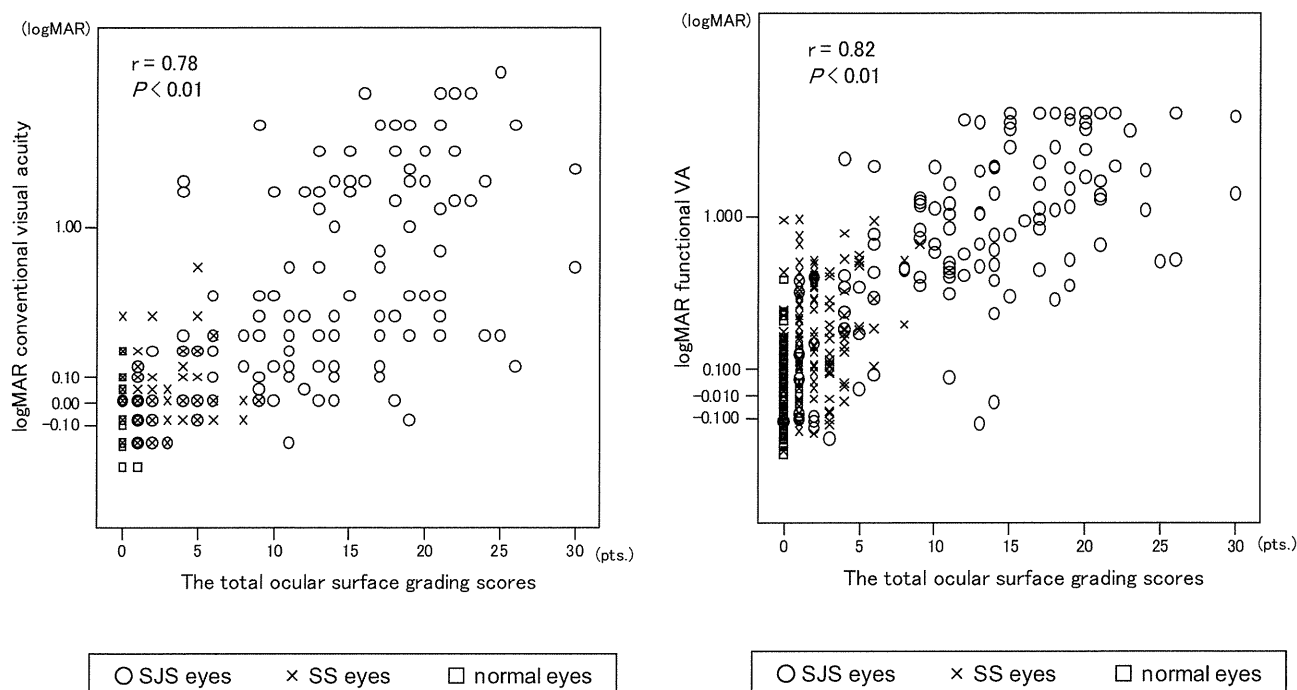 (logMAR)
r = 0.78
P < 0.01
logMAR conventional visual acuity
1.00
0.10
0.00
-0.10
0 5 10 15 20 25 30 (pts.)
The total ocular surface grading scores
SJS eyes × SS eyes normal eyes
(logMAR)
r = 0.82
P < 0.01
logMAR functional VA
1.000
0.100
-0.010
-0.100
0 5 10 15 20 25 30 (pts.)
The total ocular surface grading scores
SJS eyes × SS eyes normal eyes